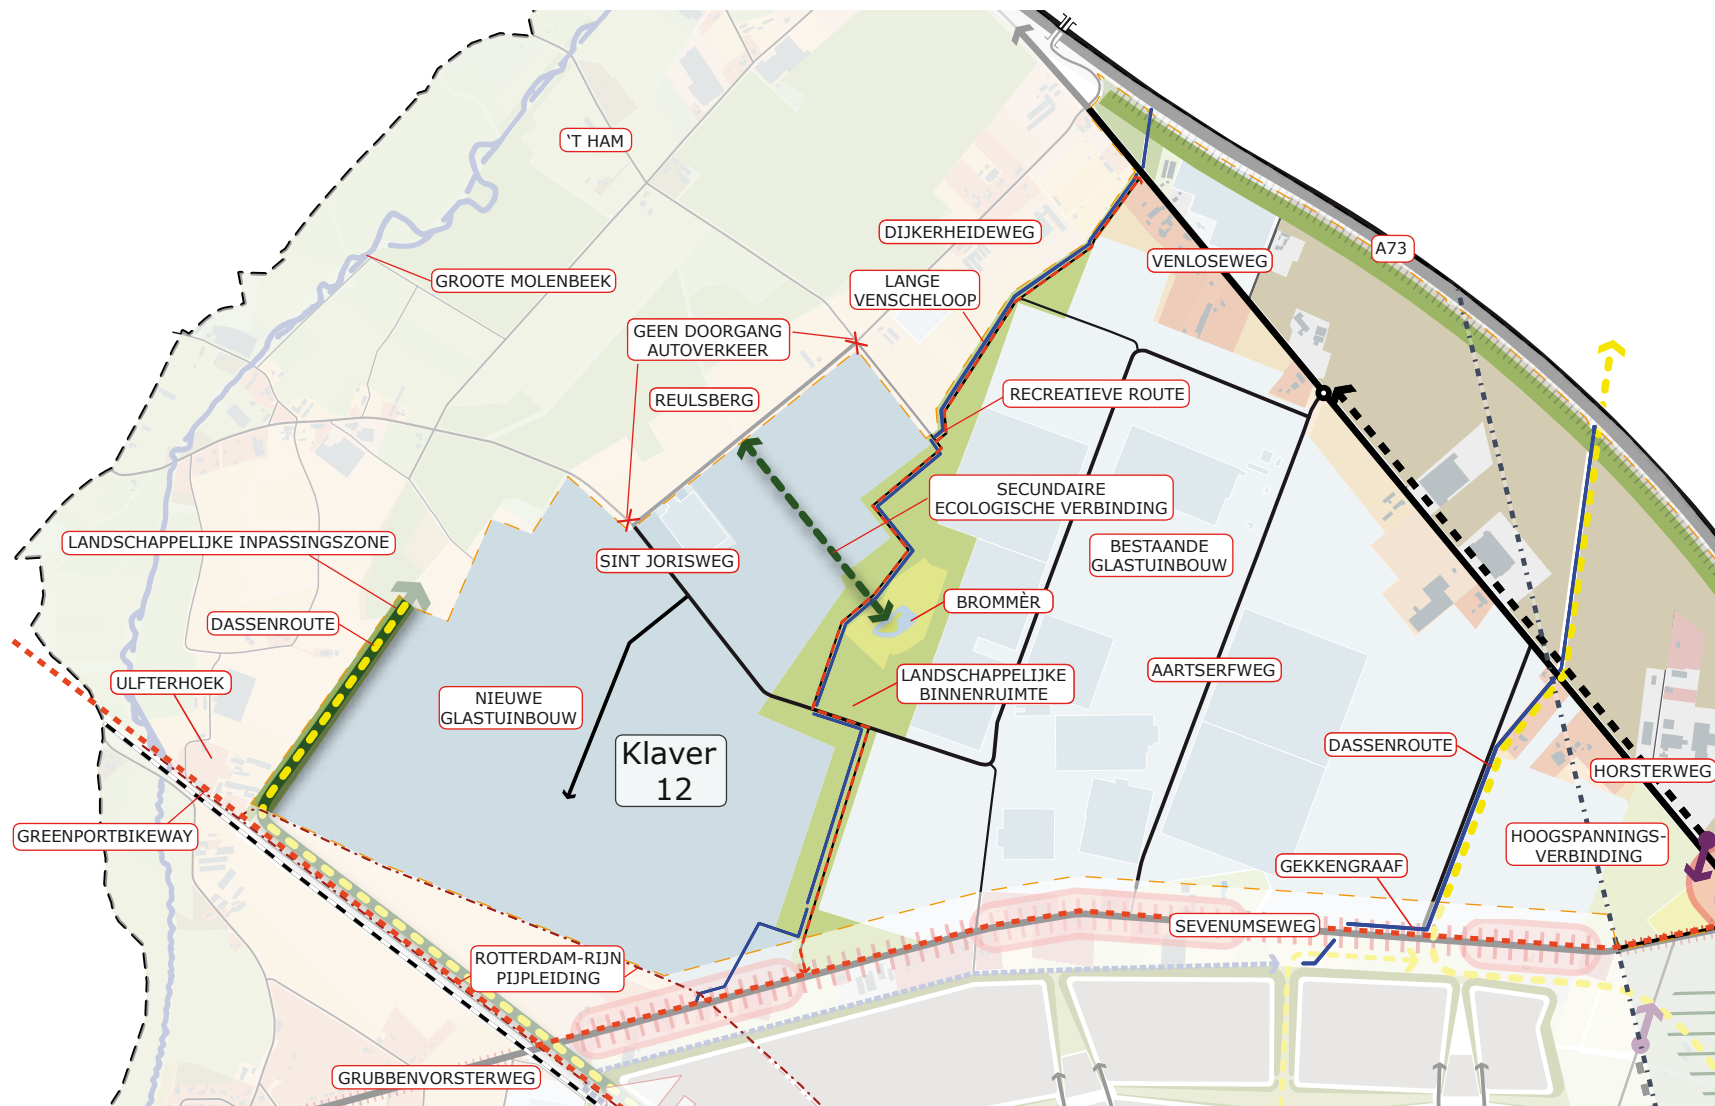 ‘T HAM
DIJKERHEIDEWEG
A73
VENLOSEWEG
GROOTE MOLENBEEK
LANGE
VENSCHELOOP
GEEN DOORGANG
AUTOVERKEER
REULSBERG
RECREATIEVE ROUTE
SECUNDAIRE
ECOLOGISCHE VERBINDING
LANDSCHAPPELIJKE INPASSINGSZONE
SINT JORISWEG
BESTAANDE
GLASTUINBOUW
BROMMÈR
DASSENROUTE
ULFTERHOEK
LANDSCHAPPELIJKE
BINNENRUIMTE
AARTSERFWEG
NIEUWE
GLASTUINBOUW
Klaver
12
DASSENROUTE
HORSTERWEG
GREENPORTBIKEWAY
HOOGSPANNINGS-
VERBINDING
GEKKENGRAAF
SEVENUMSEWEG
ROTTERDAM-RIJN
PIJPLEIDING
GRUBBENVORSTERWEG